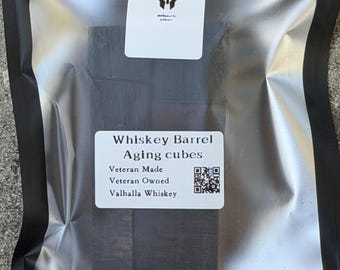 Whiskey Barrel
Aging cubes
Veteran Made
Veteran Owned
Valhalla Whiskey